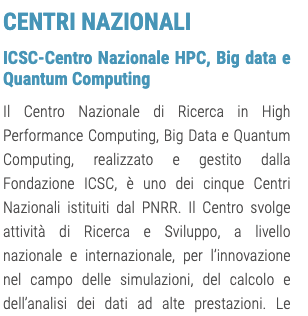 CENTRI NAZIONALI
ICSC-Centro Nazionale HPC, Big data e
Quantum Computing
Il Centro Nazionale di Ricerca in High
Performance Computing, Big Data e Quantum
Computing, realizzato e gestito dalla
Fondazione ICSC, è uno dei cinque Centri
Nazionali istituiti dal PNRR. Il Centro svolge
attività di Ricerca e Sviluppo, a livello
nazionale e internazionale, per l’innovazione
nel campo delle simulazioni, del calcolo e
dell’analisi dei dati ad alte prestazioni. Le